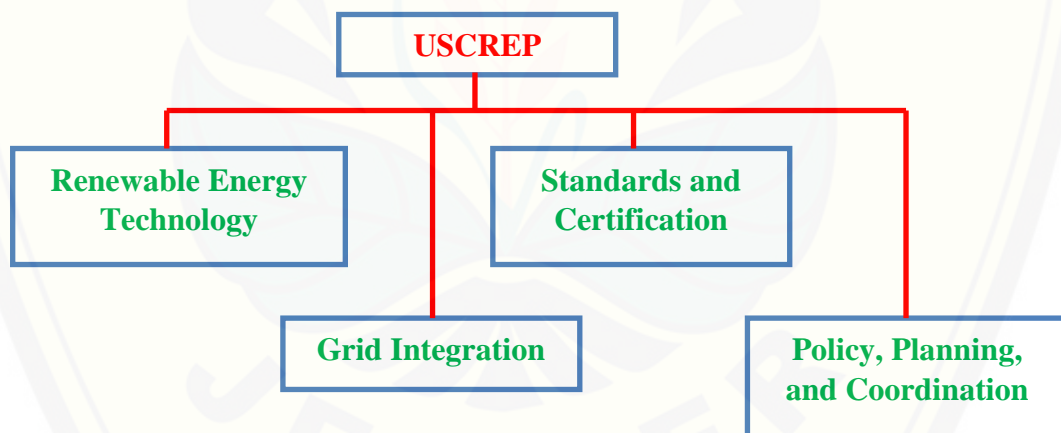 USCREP
Renewable Energy
Technology
Standards and
Certification
Grid Integration
Policy, Planning,
and Coordination